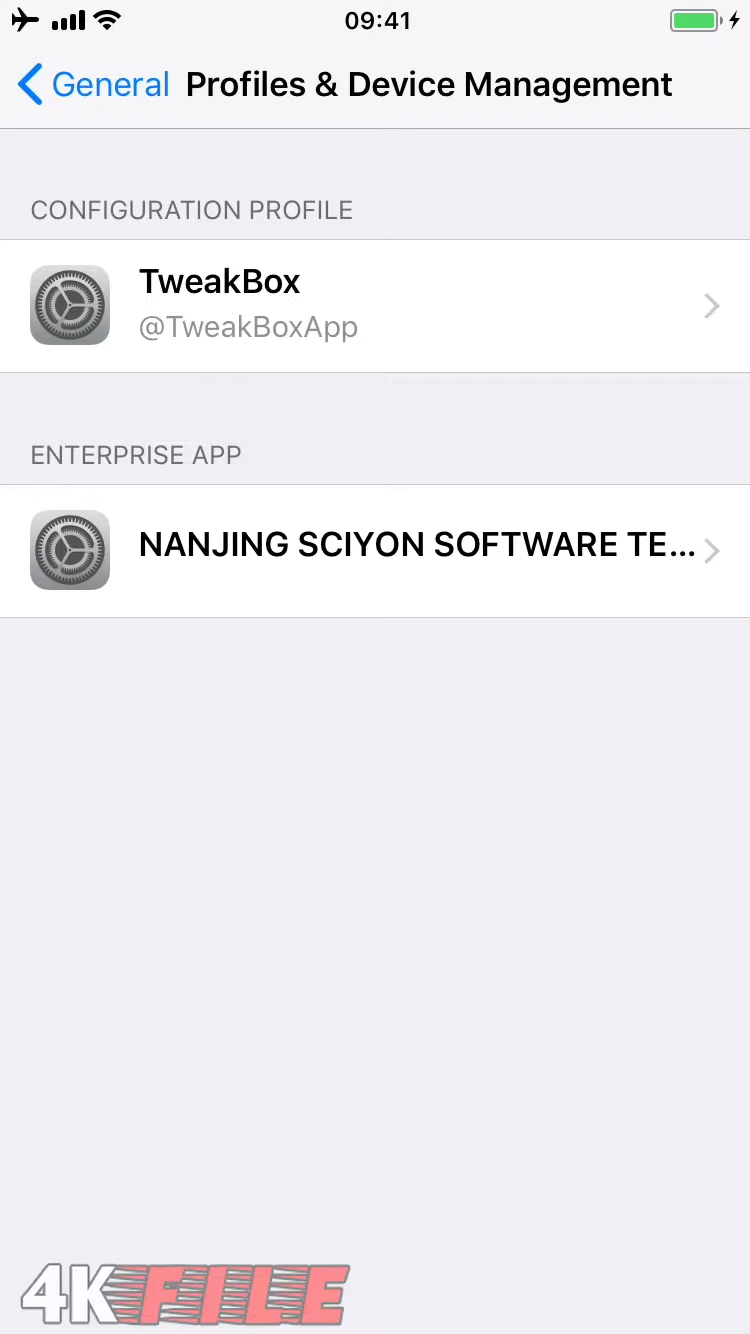 09:41
General Profiles & Device Management
CONFIGURATION PROFILE
TweakBox
@TweakBoxApp
ENTERPRISE APP
NANJING SCIYON SOFTWARE TE...
4KFILE